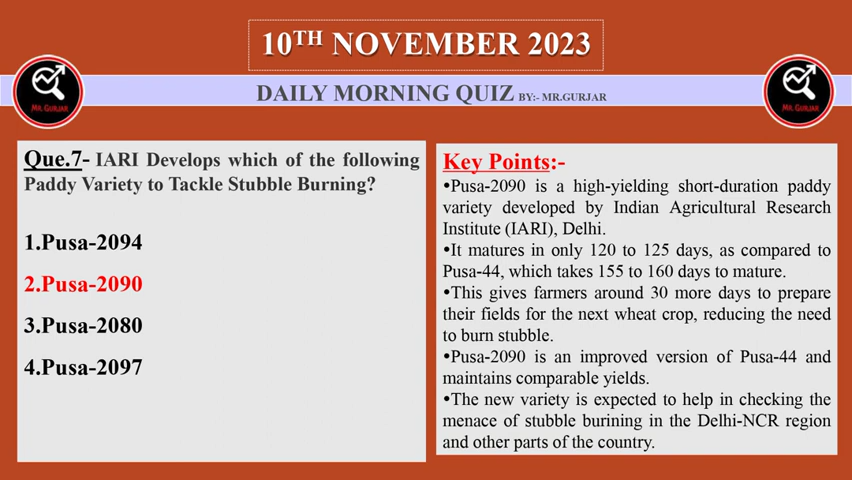 10TH NOVEMBER 2023
DAILY MORNING QUIZ BY:- MR.GURJAR
MR.GURJAR
MR.GURJAR
Que.7- IARI Develops which of the following
Paddy Variety to Tackle Stubble Burning?
1.Pusa-2094
2.Pusa-2090
3.Pusa-2080
4.Pusa-2097
Key Points:-
•Pusa-2090 is a high-yielding short-duration paddy
variety developed by Indian Agricultural Research
Institute (IARI), Delhi.
•It matures in only 120 to 125 days, as compared to
Pusa-44, which takes 155 to 160 days to mature.
•This gives farmers around 30 more days to prepare
their fields for the next wheat crop, reducing the need
to burn stubble.
•Pusa-2090 is an improved version of Pusa-44 and
maintains comparable yields.
•The new variety is expected to help in checking the
menace of stubble burining in the Delhi-NCR region
and other parts of the country.